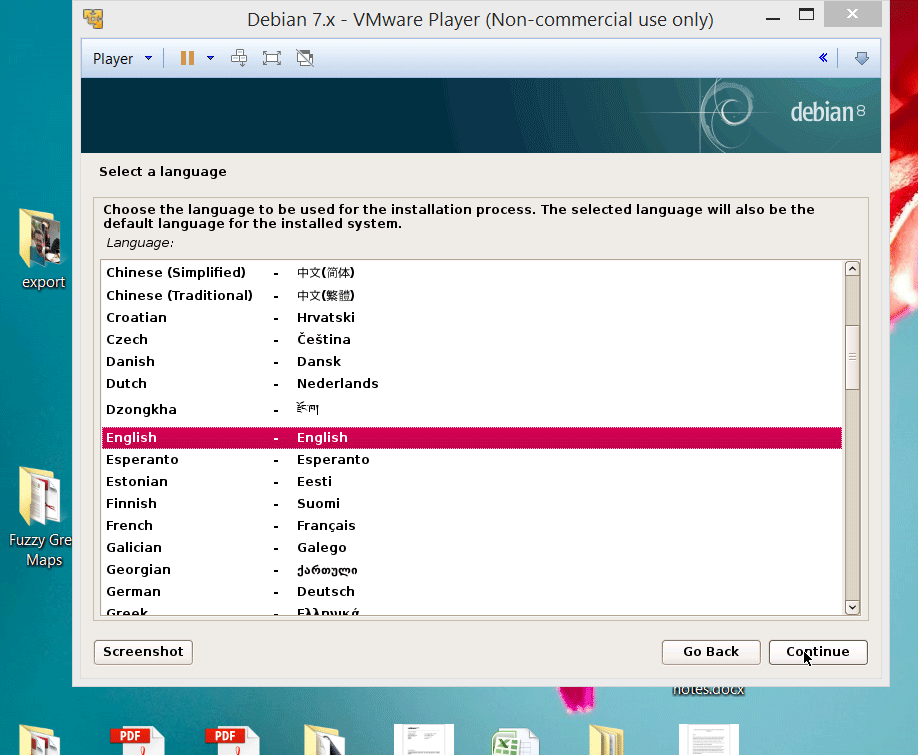 Debian 7.x - VMware Player (Non-commercial use only)
Player
debian 8
Select a language
Choose the language to be used for the installation process. The selected language will also be the
default language for the installed system.
Language:
Chinese (Simplified) - 中文(简体)
Chinese (Traditional) - 中文(繁體)
Croatian - Hrvatski
Czech - Čeština
Danish - Dansk
Dutch - Nederlands
Dzongkha - རྫོང་ཁ།
English - English
Esperanto - Esperanto
Estonian - Eesti
Finnish - Suomi
French - Français
Galician - Galego
Georgian - ქართული
German - Deutsch
Greek - Ελληνικά
Screenshot
Go Back
Continue
export
Fuzzy Gre
Maps
notes.docx
PDF
PDF